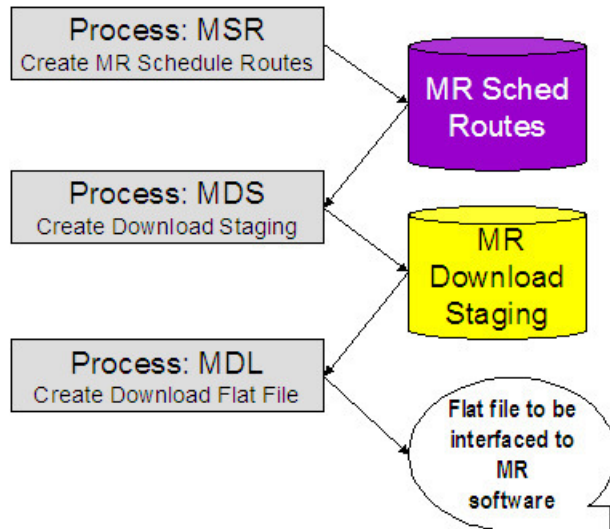 Process: MSR
Create MR Schedule Routes
MR Sched
Routes
Process: MDS
Create Download Staging
MR
Download
Staging
Process: MDL
Create Download Flat File
Flat file to be
interfaced to
MR
software